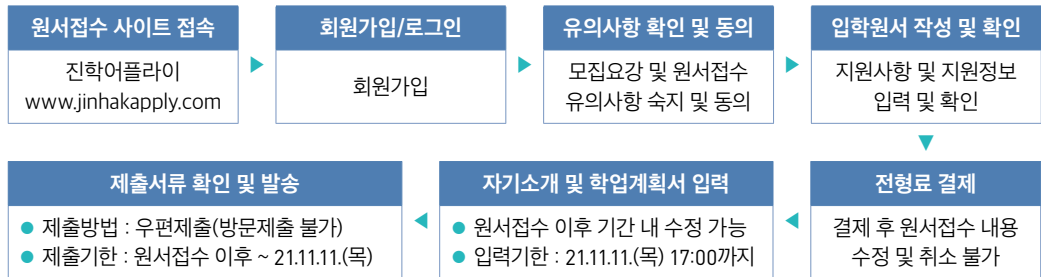 원서접수 사이트 접속
진학어플라이
www.jinhakapply.com
회원가입/로그인
회원가입
유의사항 확인 및 동의
모집요강 및 원서접수
유의사항 숙지 및 동의
입학원서 작성 및 확인
지원사항 및 지원정보
입력 및 확인
전형료 결제
결제 후 원서접수 내용
수정 및 취소 불가
자기소개 및 학업계획서 입력
● 원서접수 이후 기간 내 수정 가능
● 입력기한 : 21.11.11.(목) 17:00까지
제출서류 확인 및 발송
● 제출방법 : 우편제출(방문제출 불가)
● 제출기한 : 원서접수 이후 ~ 21.11.11.(목)